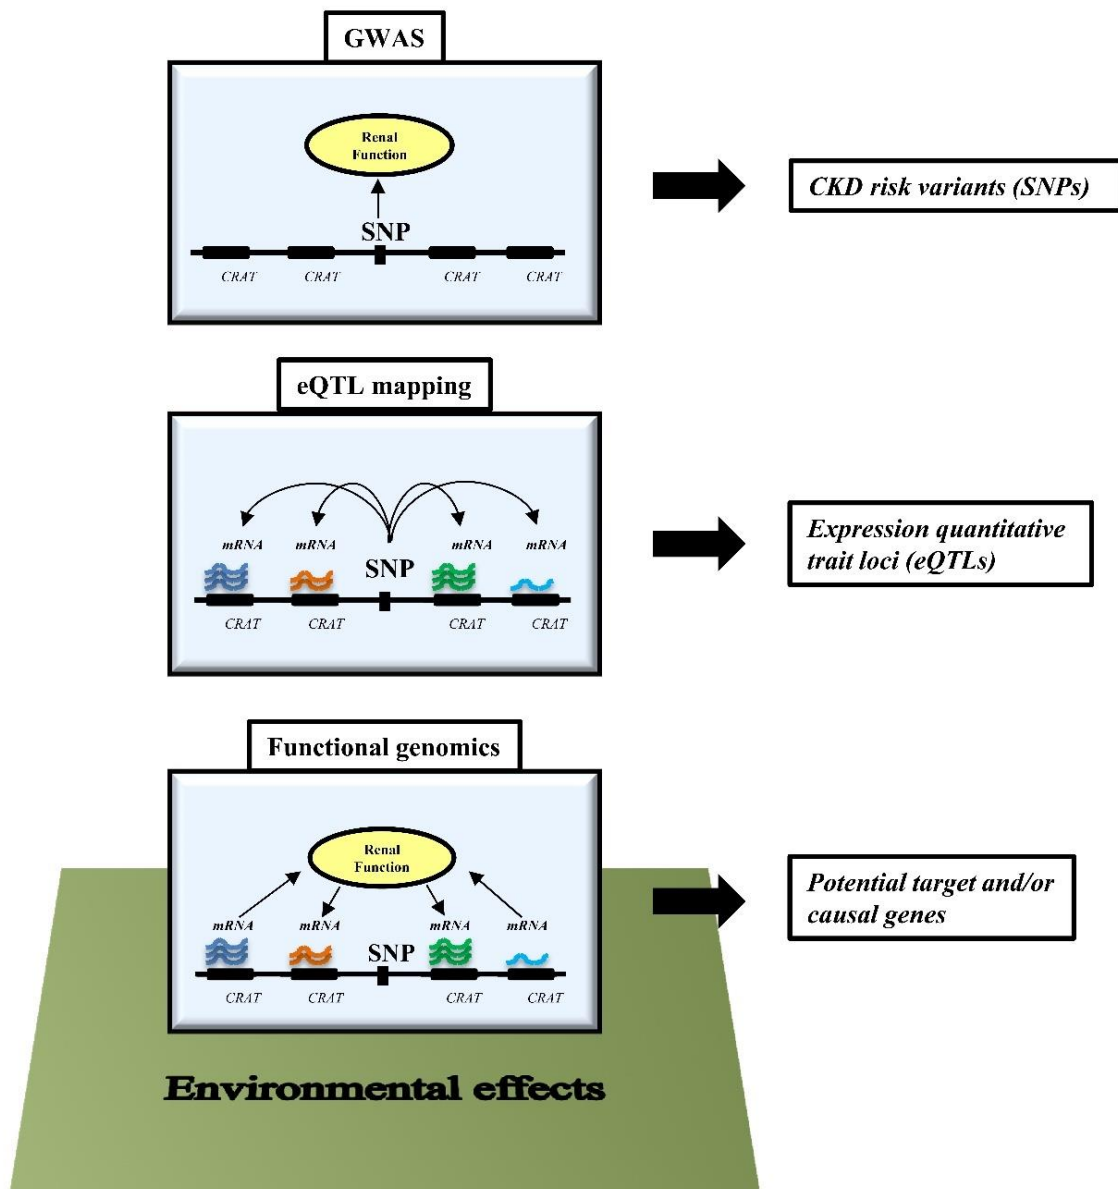 GWAS
Renal
Function
SNP
CRAT CRAT CRAT CRAT
CKD risk variants (SNPs)
eQTL mapping
mRNA mRNA mRNA mRNA
SNP
CRAT CRAT CRAT CRAT
Expression quantitative
trait loci (eQTLs)
Functional genomics
Renal
Function
mRNA mRNA mRNA mRNA
SNP
CRAT CRAT CRAT CRAT
Potential target and/or
causal genes
Environmental effects